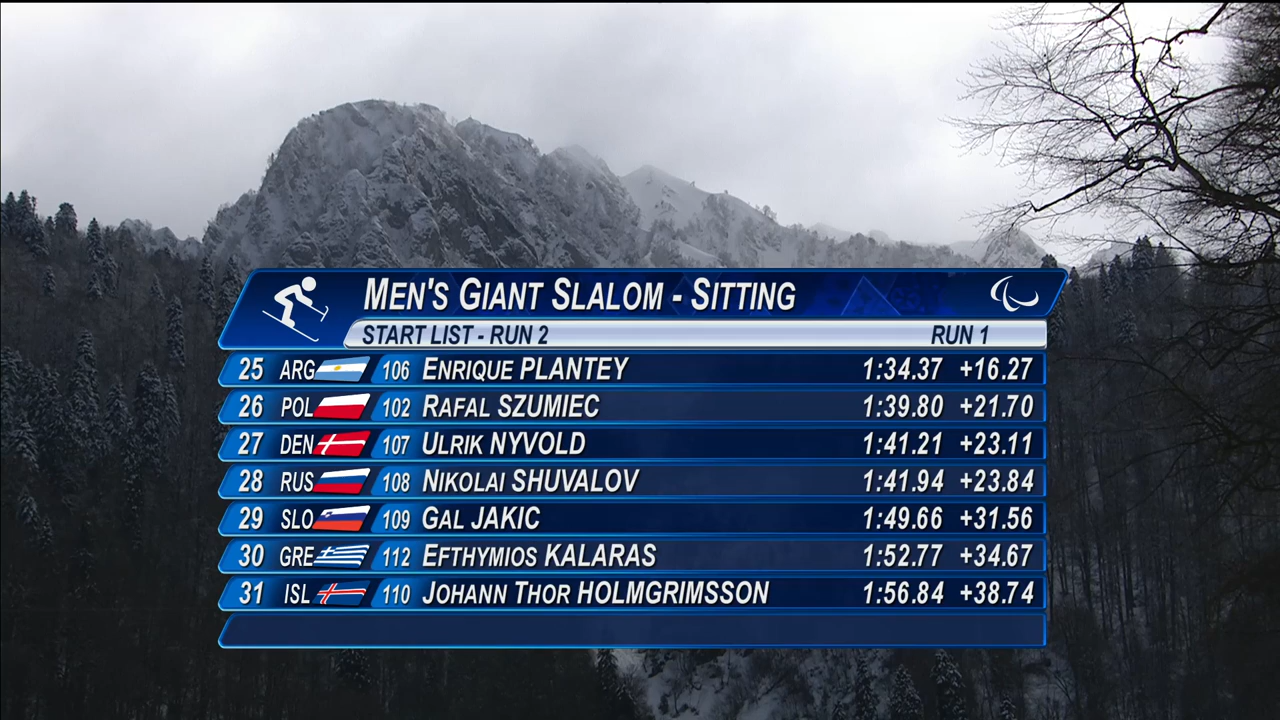 MEN'S GIANT SLALOM - SITTING
START LIST - RUN 2 RUN 1
25 ARG 106 ENRIQUE PLANTEY 1:34.37 +16.27
26 POL 102 RAFAL SZUMIEC 1:39.80 +21.70
27 DEN 107 ULRIK NYVOLD 1:41.21 +23.11
28 RUS 108 NIKOLAI SHUVALOV 1:41.94 +23.84
29 SLO 109 GAL JAKIC 1:49.66 +31.56
30 GRE 112 EFTHYMIOS KALARAS 1:52.77 +34.67
31 ISL 110 JOHANN THOR HOLMGRIMSSON 1:56.84 +38.74